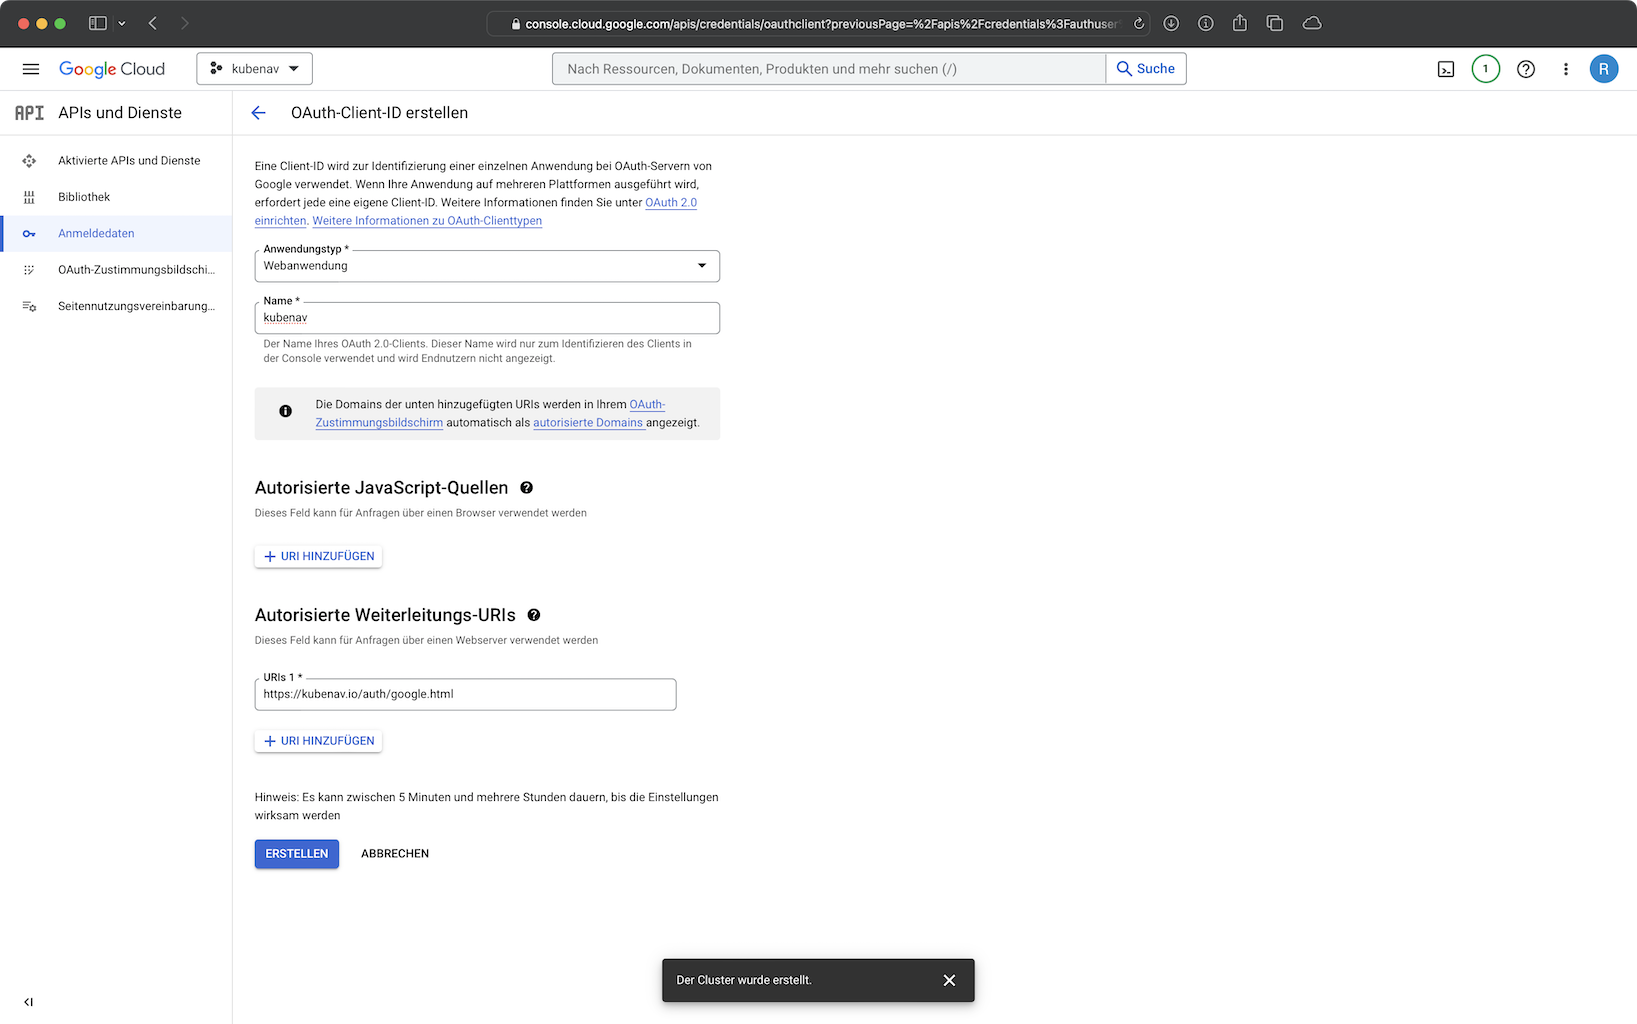 console.cloud.google.com/apis/credentials/oauthclient?previousPage=%2Fapis%2Fcredentials%3Fauthuser
Google Cloud
kubenav
Nach Ressourcen, Dokumenten, Produkten und mehr suchen (/)
Suche
1
R
API APIs und Dienste
OAuth-Client-ID erstellen
Aktivierte APIs und Dienste
Bibliothek
Anmeldedaten
OAuth-Zustimmungsbildschi...
Seitennutzungsvereinbarung...
Eine Client-ID wird zur Identifizierung einer einzelnen Anwendung bei OAuth-Servern von
Google verwendet. Wenn Ihre Anwendung auf mehreren Plattformen ausgeführt wird,
erfordert jede eine eigene Client-ID. Weitere Informationen finden Sie unter OAuth 2.0
einrichten. Weitere Informationen zu OAuth-Clienttypen
Anwendungstyp *
Webanwendung
Name *
kubenav
Der Name Ihres OAuth 2.0-Clients. Dieser Name wird nur zum Identifizieren des Clients in
der Console verwendet und wird Endnutzern nicht angezeigt.
Die Domains der unten hinzugefügten URIs werden in Ihrem OAuth-
Zustimmungsbildschirm automatisch als autorisierte Domains angezeigt.
Autorisierte JavaScript-Quellen
Dieses Feld kann für Anfragen über einen Browser verwendet werden
+ URI HINZUFÜGEN
Autorisierte Weiterleitungs-URIs
Dieses Feld kann für Anfragen über einen Webserver verwendet werden
URIs 1 *
https://kubenav.io/auth/google.html
+ URI HINZUFÜGEN
Hinweis: Es kann zwischen 5 Minuten und mehrere Stunden dauern, bis die Einstellungen
wirksam werden
ERSTELLEN
ABBRECHEN
Der Cluster wurde erstellt.